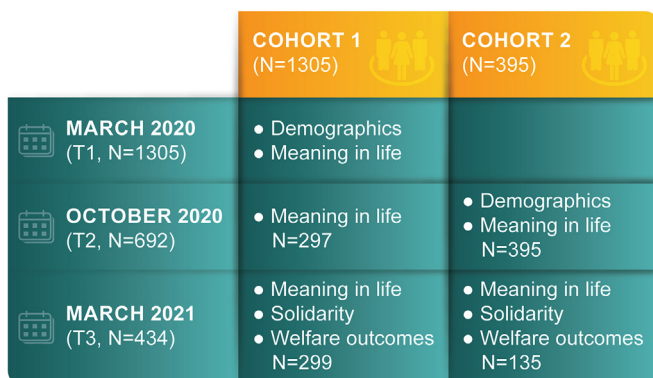 COHORT 1
(N=1305)
COHORT 2
(N=395)
MARCH 2020
(T1, N=1305)
● Demographics
● Meaning in life
OCTOBER 2020
(T2, N=692)
● Meaning in life
N=297
● Demographics
● Meaning in life
N=395
MARCH 2021
(T3, N=434)
● Meaning in life
● Solidarity
● Welfare outcomes
N=299
● Meaning in life
● Solidarity
● Welfare outcomes
N=135